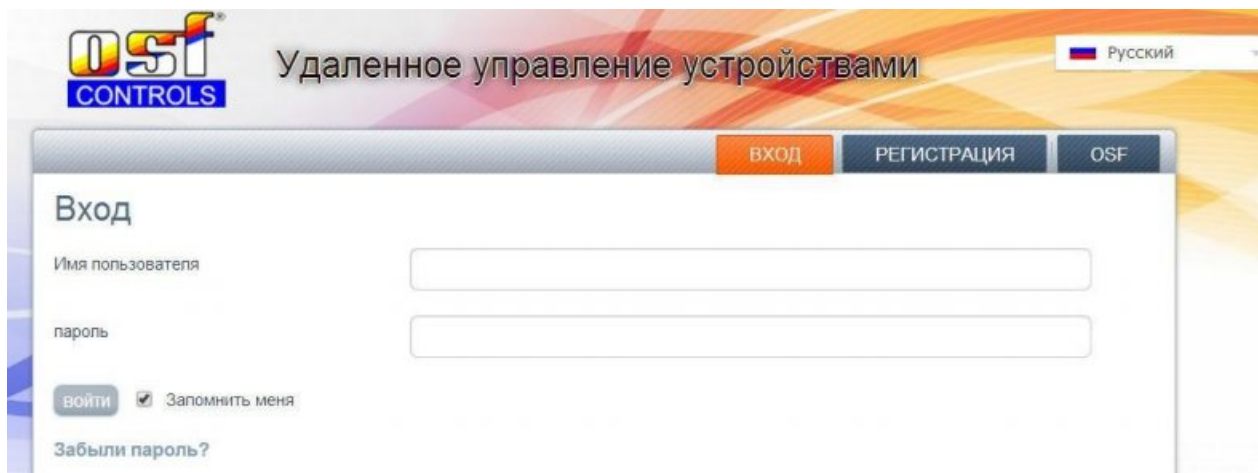 osf®
CONTROLS
Удаленное управление устройствами
Русский
ВХОД
РЕГИСТРАЦИЯ
OSF
Вход
Имя пользователя
пароль
войти
Запомнить меня
Забыли пароль?